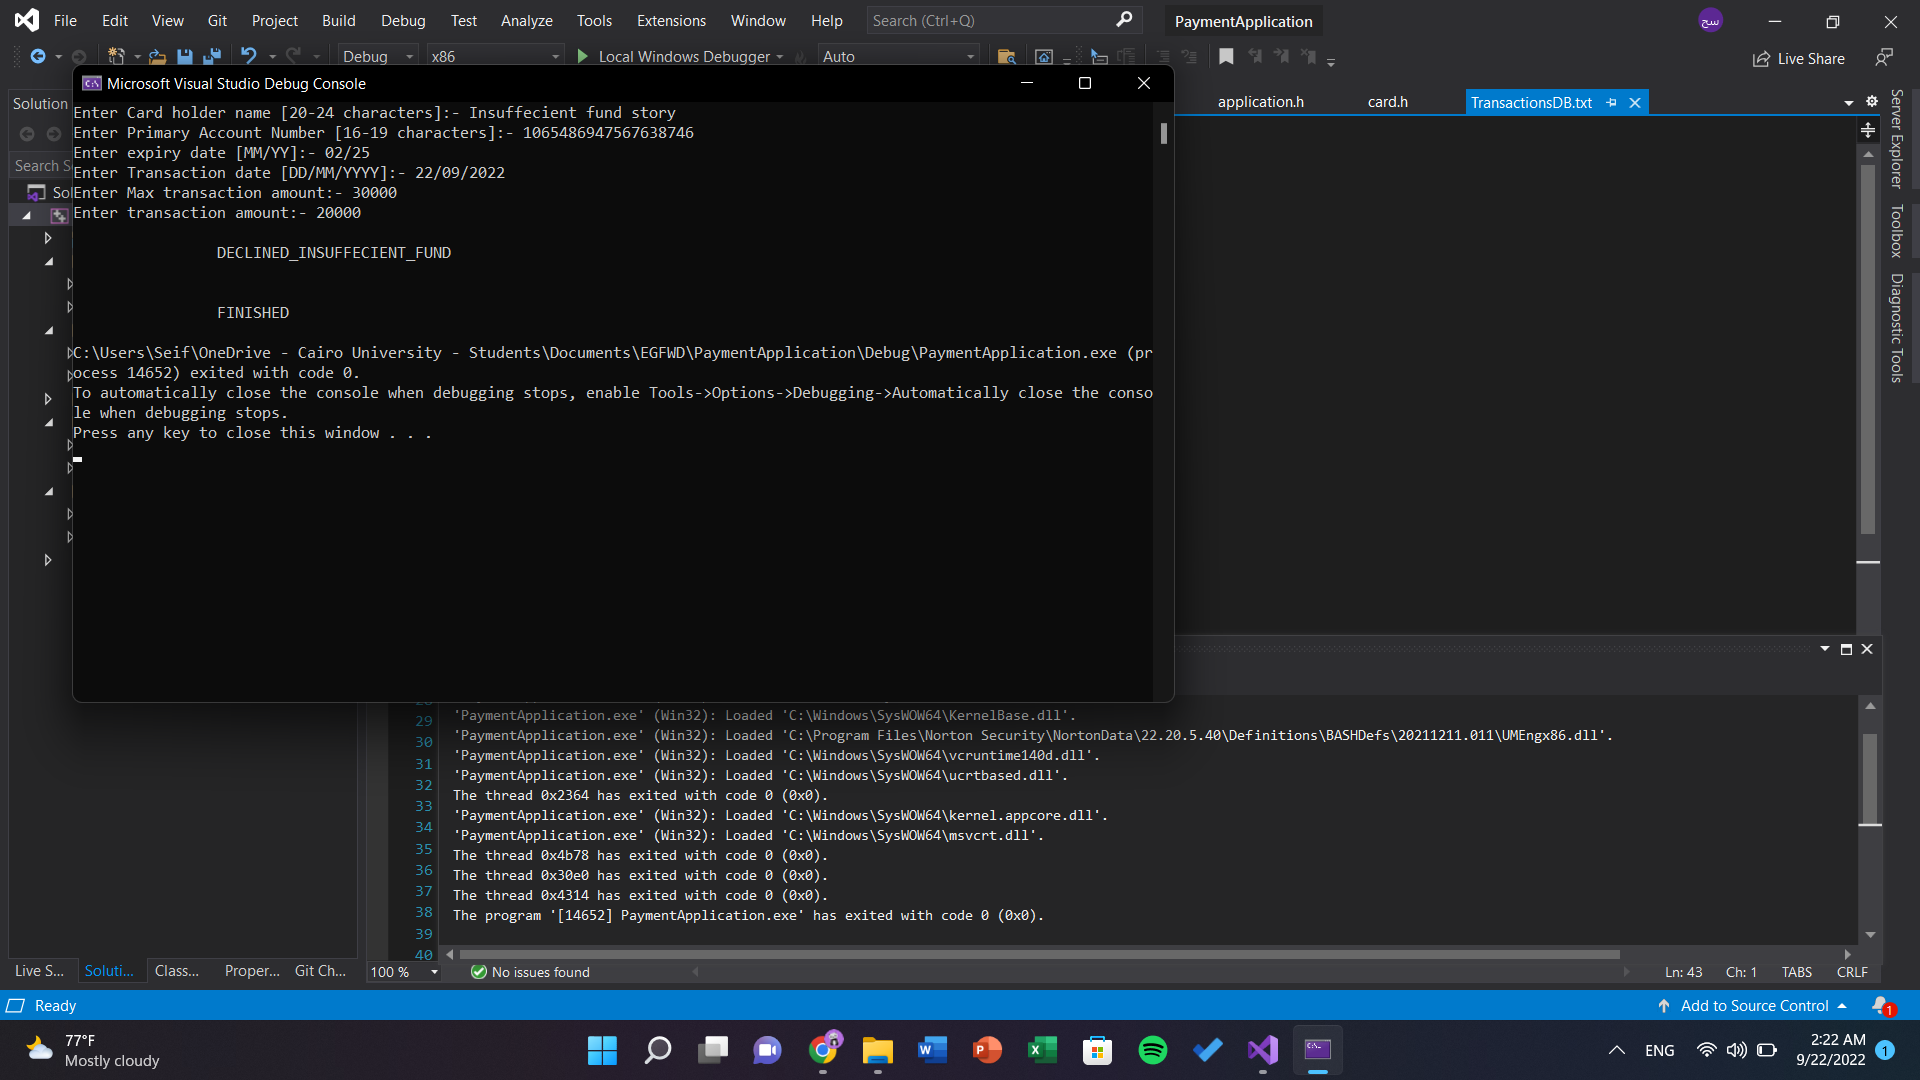 File Edit View Git Project Build Debug Test Analyze Tools Extensions Window Help Search (Ctrl+Q) PaymentApplication سح
Debug x86 Local Windows Debugger Auto Live Share
Microsoft Visual Studio Debug Console
Solution
application.h card.h TransactionsDB.txt
Server Explorer
Toolbox
Diagnostic Tools
Search S
Sol
Enter Card holder name [20-24 characters]:- Insuffecient fund story
Enter Primary Account Number [16-19 characters]:- 1065486947567638746
Enter expiry date [MM/YY]:- 02/25
Enter Transaction date [DD/MM/YYYY]:- 22/09/2022
Enter Max transaction amount:- 30000
Enter transaction amount:- 20000
DECLINED_INSUFFECIENT_FUND
FINISHED
C:\Users\Seif\OneDrive - Cairo University - Students\Documents\EGFWD\PaymentApplication\Debug\PaymentApplication.exe (pr
ocess 14652) exited with code 0.
To automatically close the console when debugging stops, enable Tools->Options->Debugging->Automatically close the conso
le when debugging stops.
Press any key to close this window . . .
29
30
31
32
33
34
35
36
37
38
39
40
'PaymentApplication.exe' (Win32): Loaded 'C:\Windows\SysWOW64\KernelBase.dll'.
'PaymentApplication.exe' (Win32): Loaded 'C:\Program Files\Norton Security\NortonData\22.20.5.40\Definitions\BASHDefs\20211211.011\UMEngx86.dll'.
'PaymentApplication.exe' (Win32): Loaded 'C:\Windows\SysWOW64\vcruntime140d.dll'.
'PaymentApplication.exe' (Win32): Loaded 'C:\Windows\SysWOW64\ucrtbased.dll'.
The thread 0x2364 has exited with code 0 (0x0).
'PaymentApplication.exe' (Win32): Loaded 'C:\Windows\SysWOW64\kernel.appcore.dll'.
'PaymentApplication.exe' (Win32): Loaded 'C:\Windows\SysWOW64\msvcrt.dll'.
The thread 0x4b78 has exited with code 0 (0x0).
The thread 0x30e0 has exited with code 0 (0x0).
The thread 0x4314 has exited with code 0 (0x0).
The program '[14652] PaymentApplication.exe' has exited with code 0 (0x0).
Live S... Soluti... Class... Proper... Git Ch... 100 % No issues found Ln: 43 Ch: 1 TABS CRLF
Ready Add to Source Control 1
77°F
Mostly cloudy
ENG
2:22 AM
9/22/2022
1